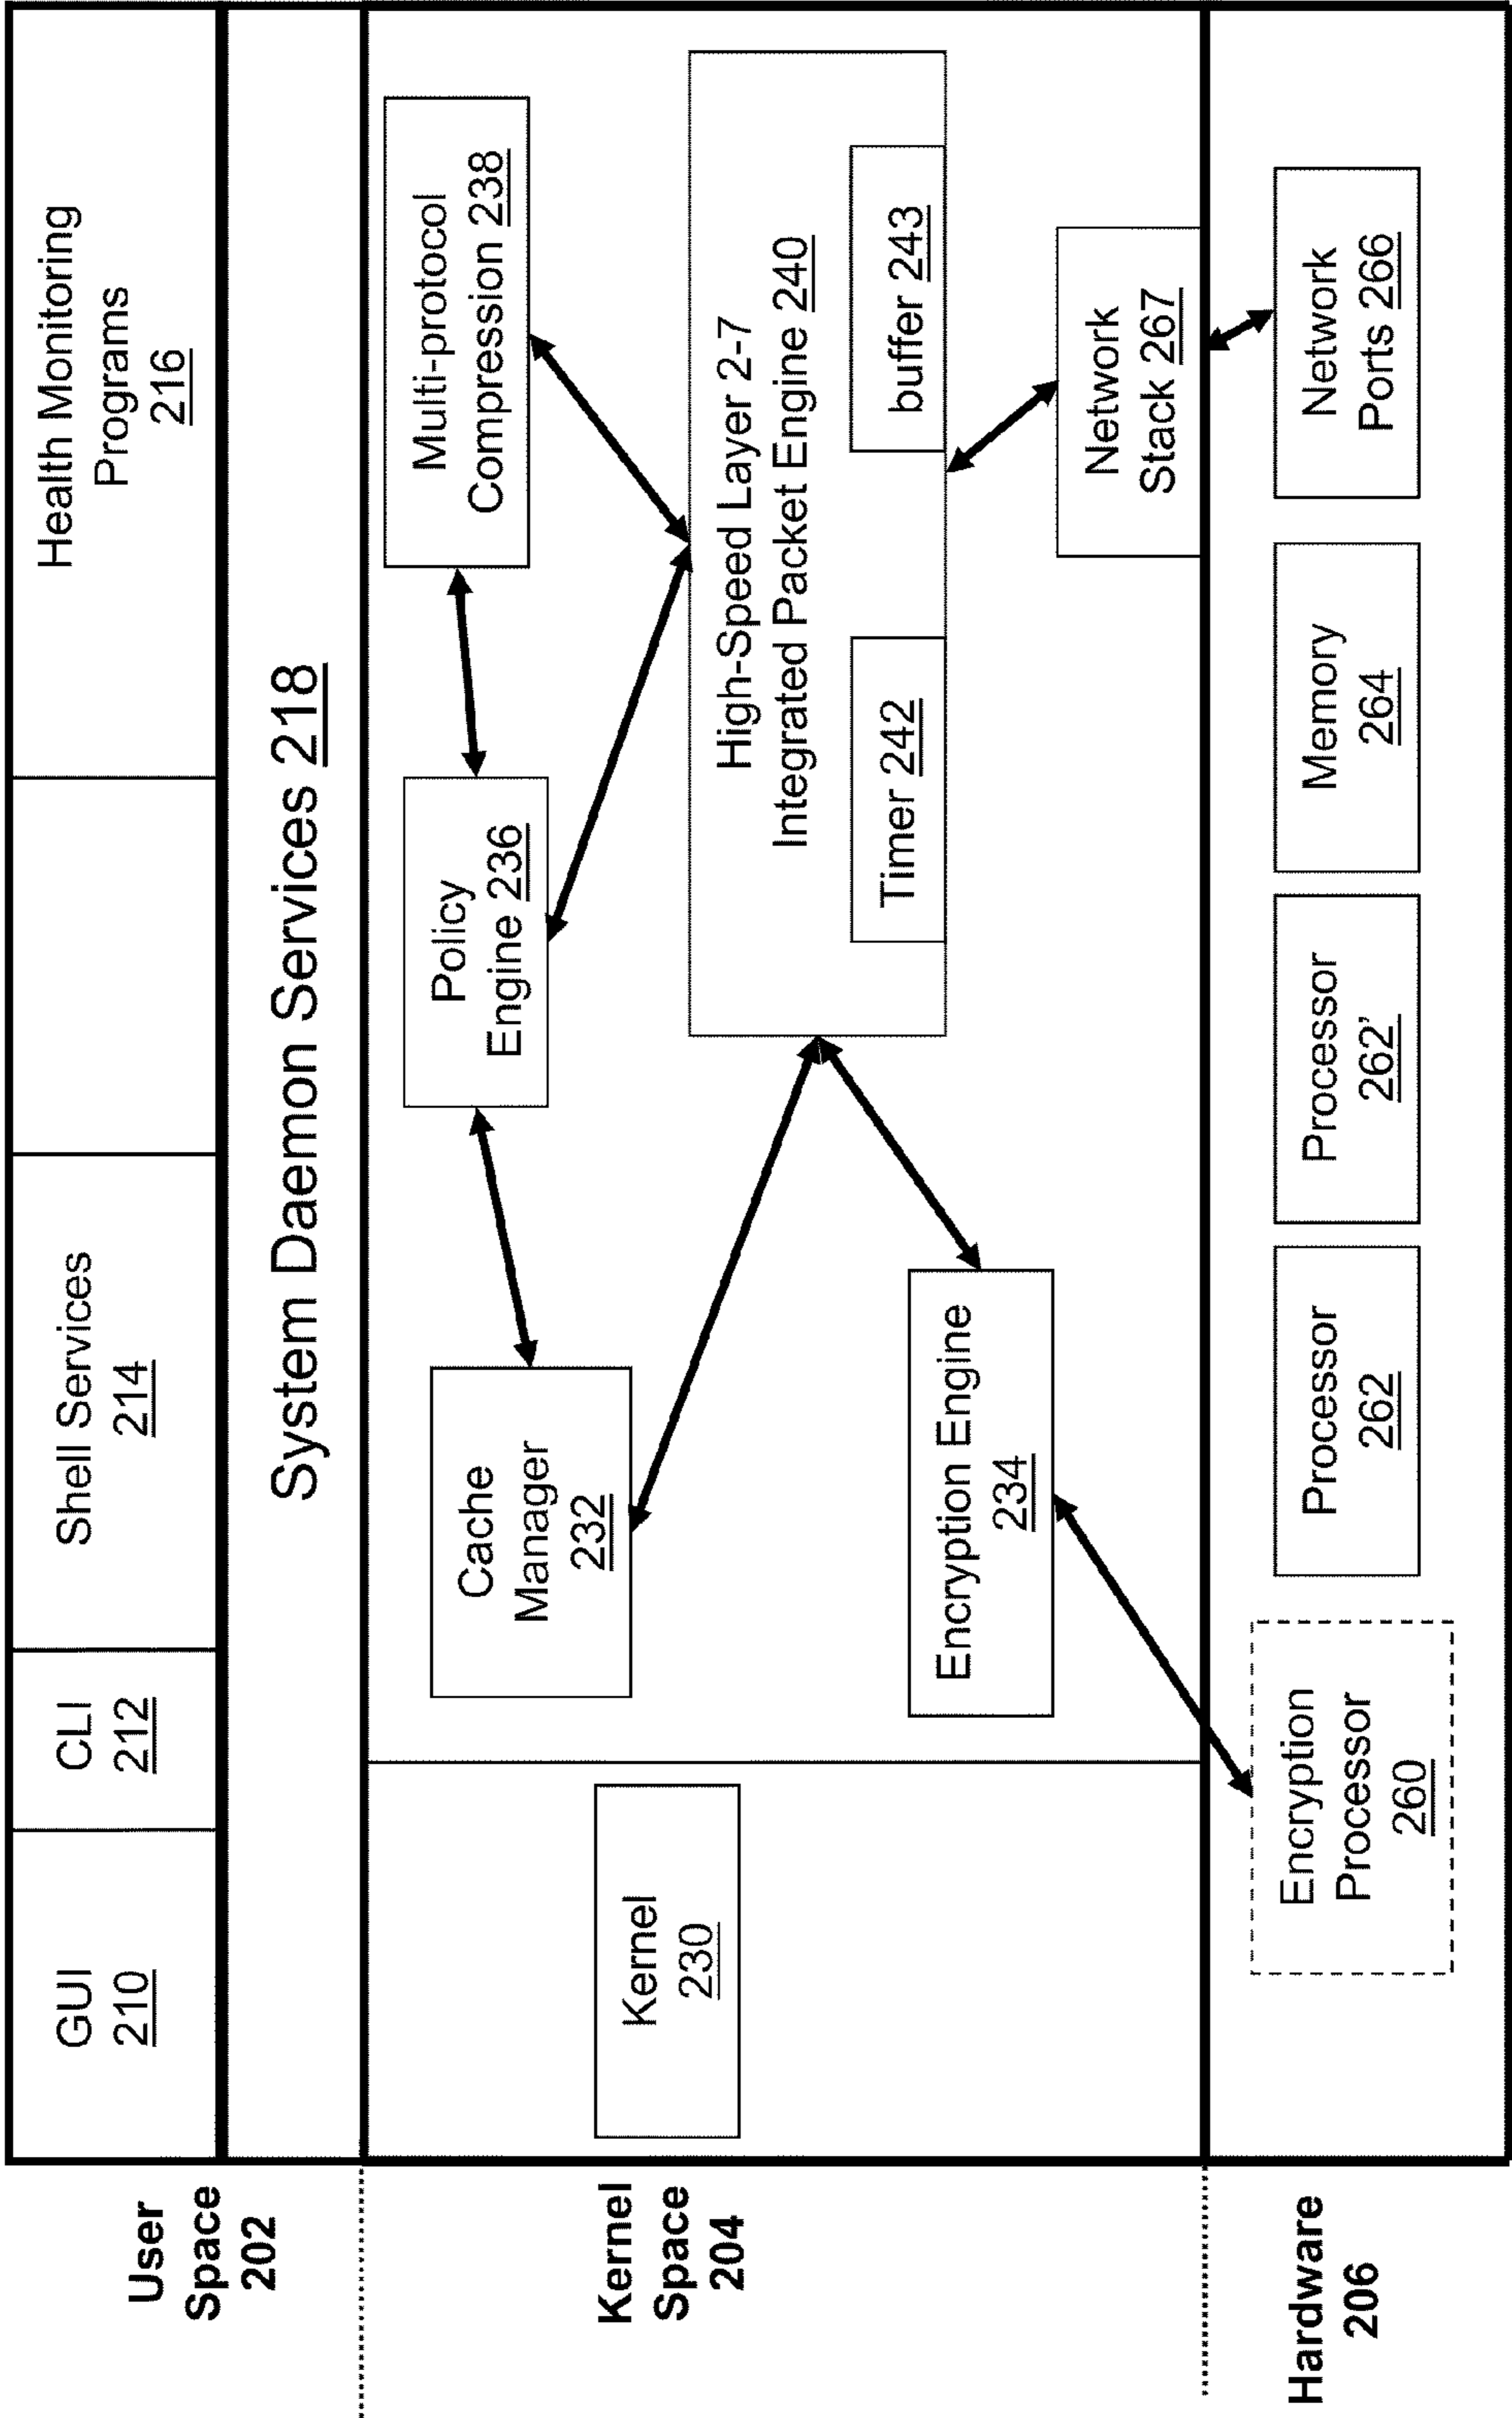 User
Space
202
GUI
210
CLI
212
Shell Services
214
Health Monitoring
Programs
216
System Daemon Services 218
Kernel
Space
204
Kernel
230
Cache
Manager
232
Policy
Engine 236
Multi-protocol
Compression 238
High-Speed Layer 2-7
Integrated Packet Engine 240
Timer 242
buffer 243
Encryption Engine
234
Network
Stack 267
Hardware
206
Encryption
Processor
260
Processor
262
Processor
262'
Memory
264
Network
Ports 266